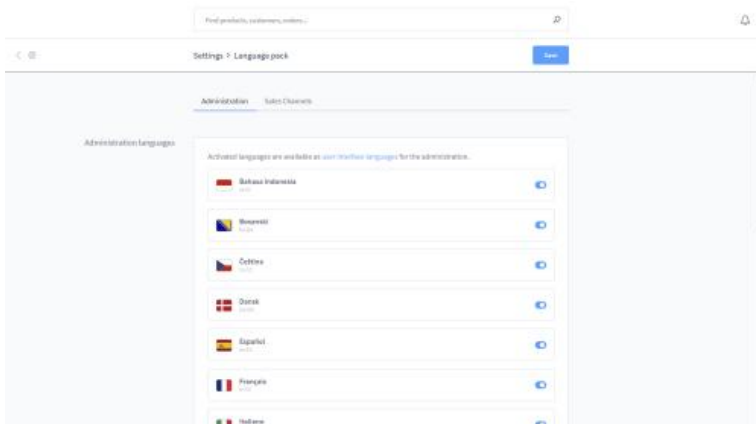 Find products, customers, orders...
Settings > Language pack
Save
Administration Sales Channels
Administration languages
Activated languages are available as user interface languages for the administration.
Bahasa Indonesia
Bosanski
Čeština
Dansk
Español
Français
Italiano